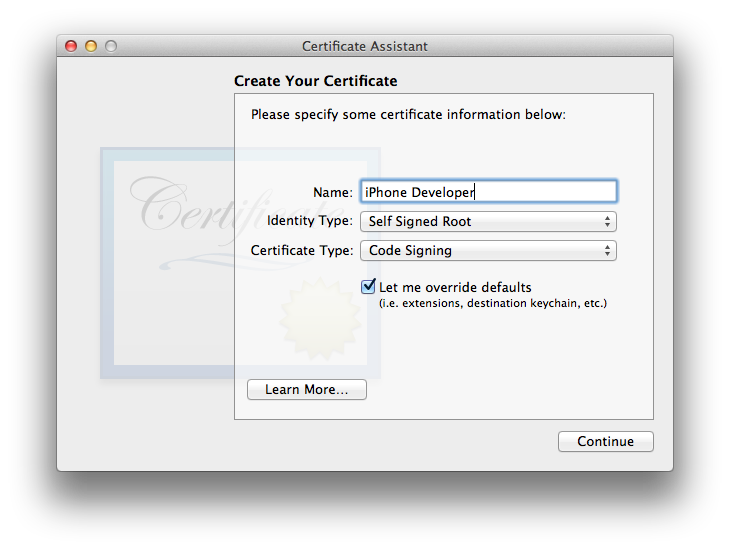 Certificate Assistant
Create Your Certificate
Please specify some certificate information below:
Certificate
Name: iPhone Developer
Identity Type: Self Signed Root
Certificate Type: Code Signing
Let me override defaults
(i.e. extensions, destination keychain, etc.)
Learn More...
Continue